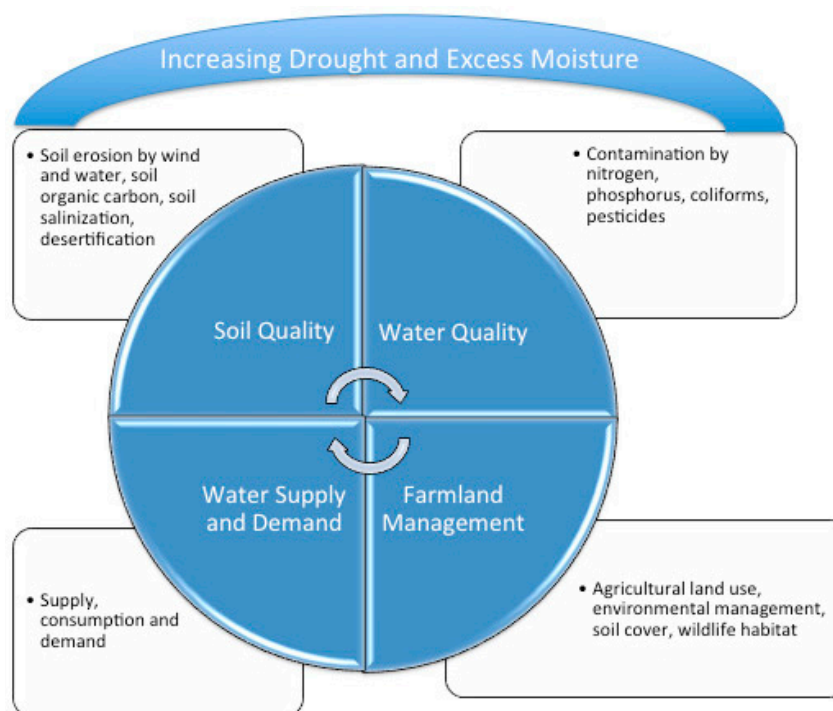 Increasing Drought and Excess Moisture
• Soil erosion by wind
and water, soil
organic carbon, soil
salinization,
desertification
• Contamination by
nitrogen,
phosphorus, coliforms,
pesticides
Soil Quality
Water Quality
Water Supply
and Demand
Farmland
Management
• Supply,
consumption and
demand
• Agricultural land use,
environmental management,
soil cover, wildlife habitat